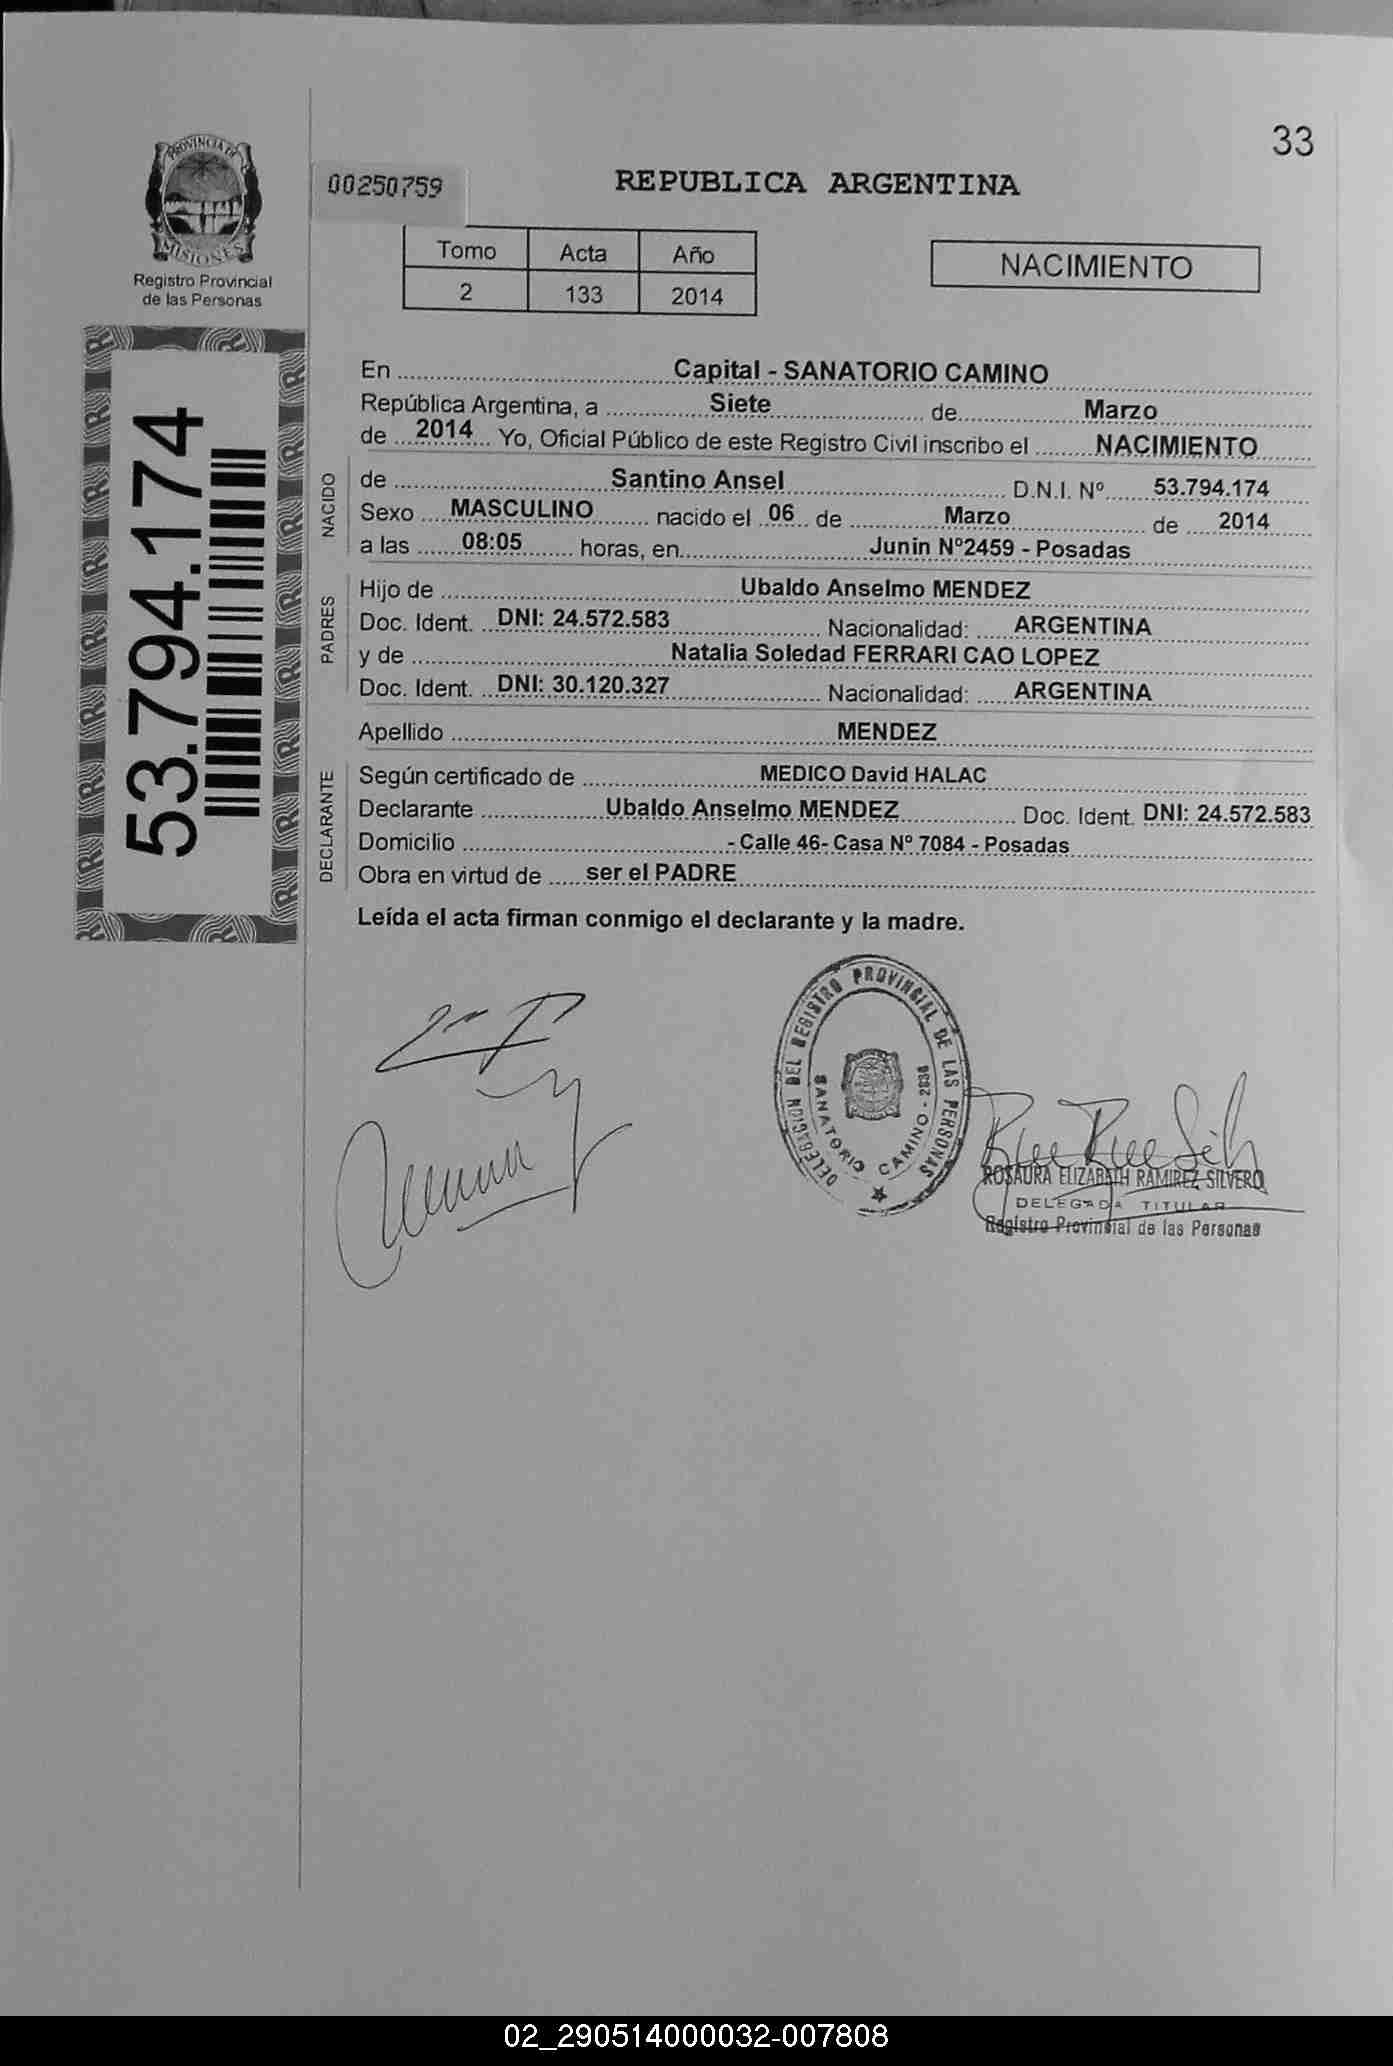 33
PROVINCIA DE
MISIONES
Registro Provincial
de las Personas
00250759
REPUBLICA ARGENTINA
Tomo Acta Año
2 133 2014
NACIMIENTO
53.794.174
En Capital - SANATORIO CAMINO
República Argentina, a Siete de Marzo
de 2014 Yo, Oficial Público de este Registro Civil inscribo el NACIMIENTO
NACIDO
de Santino Ansel D.N.I. Nº 53.794.174
Sexo MASCULINO nacido el 06 de Marzo de 2014
a las 08:05 horas, en Junin Nº2459 - Posadas
PADRES
Hijo de Ubaldo Anselmo MENDEZ
Doc. Ident. DNI: 24.572.583 Nacionalidad: ARGENTINA
y de Natalia Soledad FERRARI CAO LOPEZ
Doc. Ident. DNI: 30.120.327 Nacionalidad: ARGENTINA
Apellido MENDEZ
DECLARANTE
Según certificado de MEDICO David HALAC
Declarante Ubaldo Anselmo MENDEZ Doc. Ident. DNI: 24.572.583
Domicilio - Calle 46- Casa Nº 7084 - Posadas
Obra en virtud de ser el PADRE
Leída el acta firman conmigo el declarante y la madre.
DELEGACION DEL REGISTRO PROVINCIAL DE LAS PERSONAS
SANATORIO CAMINO -
ROSAURA ELIZABETH RAMIREZ SILVERO
DELEGADA TITULAR
Registro Provincial de las Personas
02_290514000032-007808